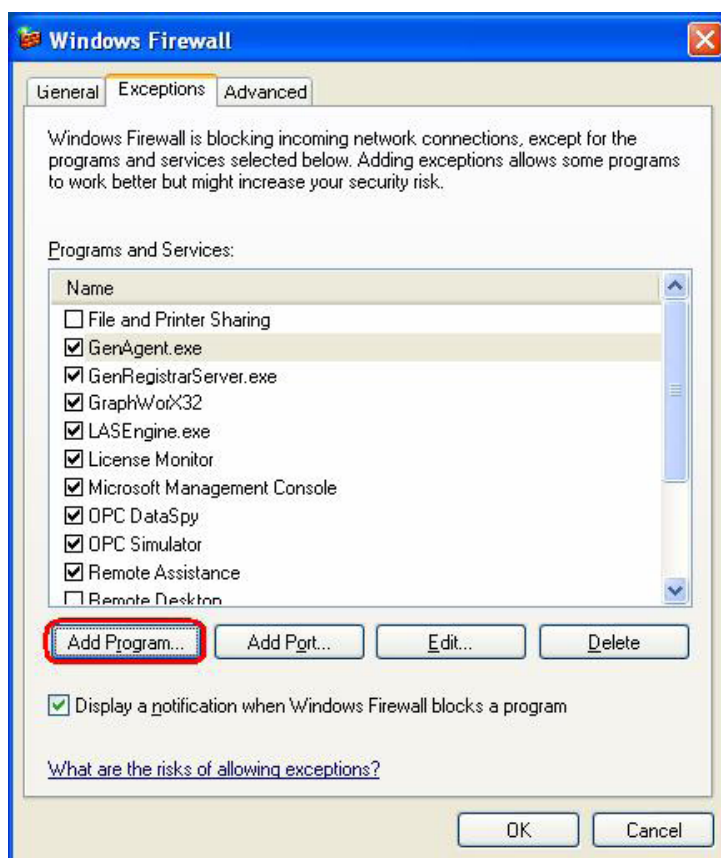 Windows Firewall
General Exceptions Advanced
Windows Firewall is blocking incoming network connections, except for the
programs and services selected below. Adding exceptions allows some programs
to work better but might increase your security risk.
Programs and Services:
Name
File and Printer Sharing
GenAgent.exe
GenRegistrarServer.exe
GraphWorX32
LASEngine.exe
License Monitor
Microsoft Management Console
OPC DataSpy
OPC Simulator
Remote Assistance
Remote Desktop
Add Program... Add Port... Edit... Delete
Display a notification when Windows Firewall blocks a program
What are the risks of allowing exceptions?
OK Cancel